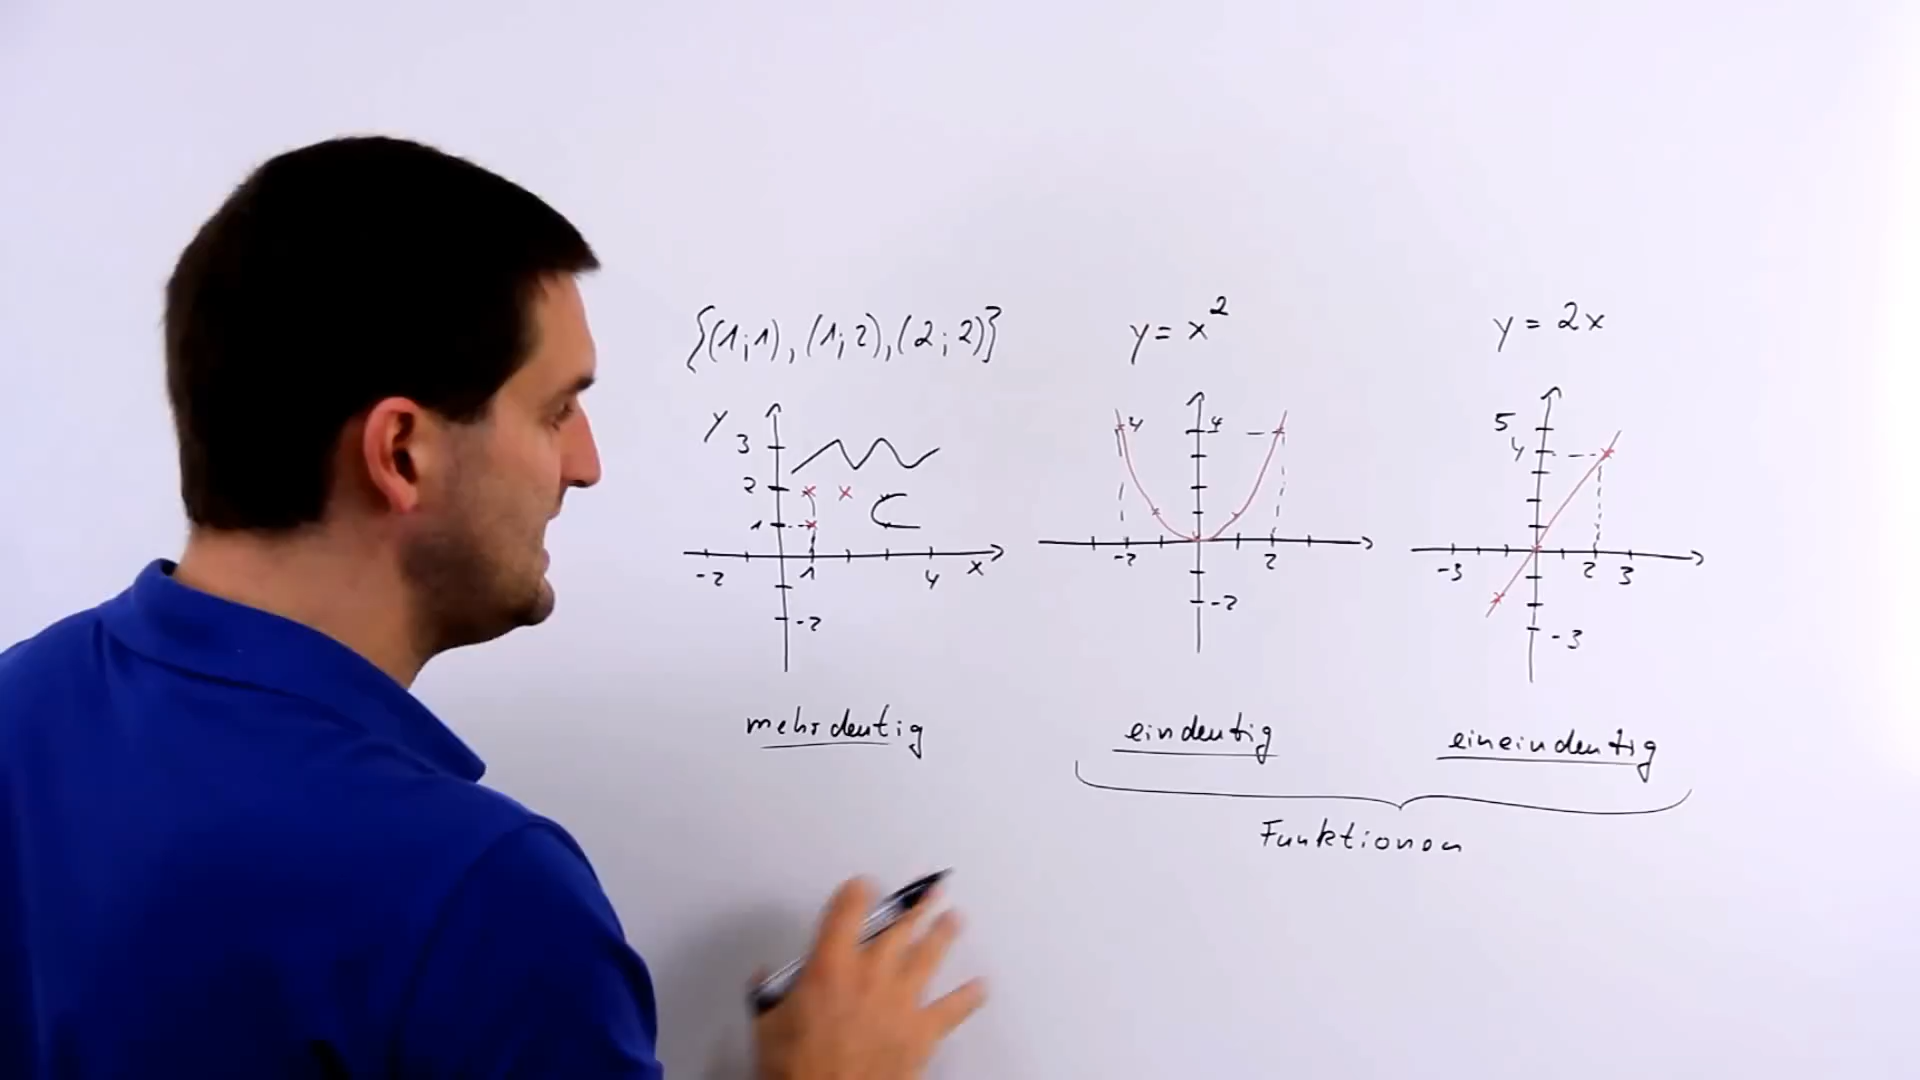 {(1;1),(1;2),(2;2)}
y = x²
y = 2x
y
3
2
1
-2
1
4
x
-2
4
4
-2
2
-2
5
4
-3
2
3
-3
mehrdeutig
eindeutig
eineindeutig
Funktionen